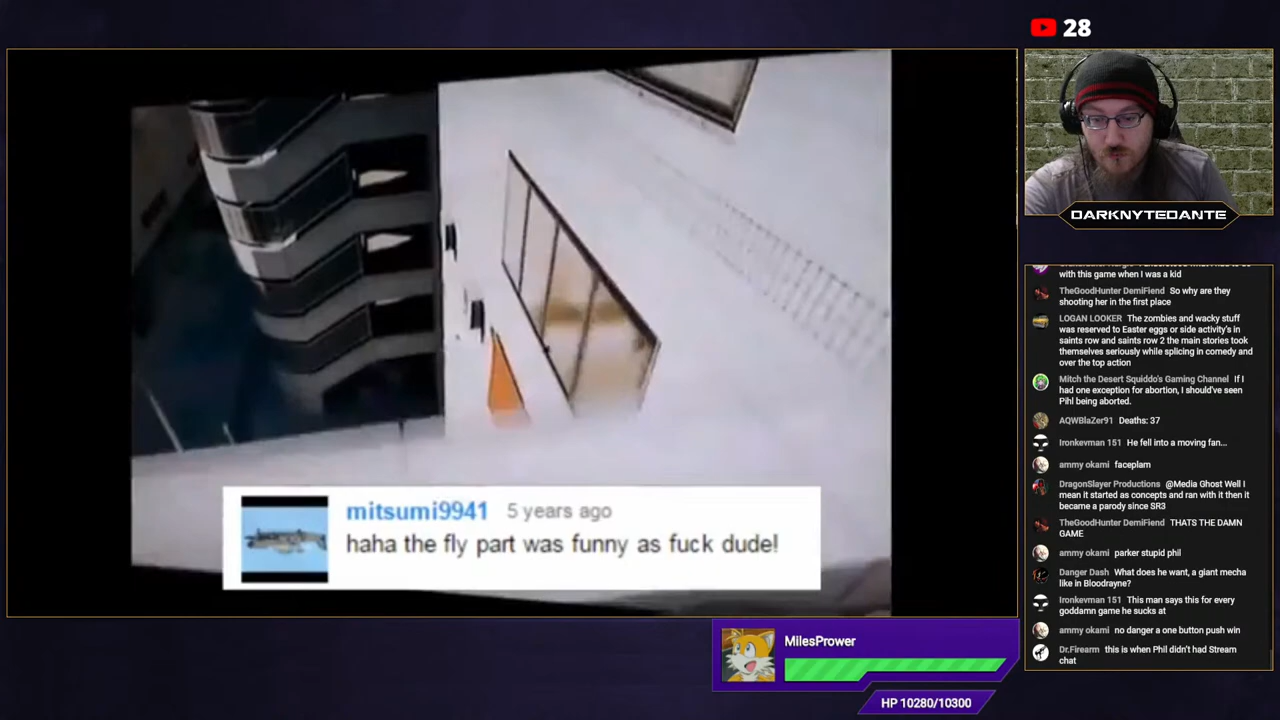 28
DARKNYTEDANTE
with this game when I was a kid
TheGoodHunter DemiFiend So why are they
shooting her in the first place
LOGAN LOOKER The zombies and wacky stuff
was reserved to Easter eggs or side activity's in
saints row and saints row 2 the main stories took
themselves seriously while splicing in comedy and
over the top action
Mitch the Desert Squiddo's Gaming Channel If I
had one exception for abortion, I should've seen
Pihl being aborted.
AQWBlaZer91 Deaths: 37
Ironkevman 151 He fell into a moving fan...
ammy okami faceplam
DragonSlayer Productions @Media Ghost Well I
mean it started as concepts and ran with it then it
became a parody since SR3
TheGoodHunter DemiFiend THATS THE DAMN
GAME
ammy okami parker stupid phil
Danger Dash What does he want, a giant mecha
like in Bloodrayne?
Ironkevman 151 This man says this for every
goddamn game he sucks at
ammy okami no danger a one button push win
Dr.Firearm this is when Phil didn't had Stream
chat
mitsumi9941 5 years ago
haha the fly part was funny as fuck dude!
MilesPrower
HP 10280/10300